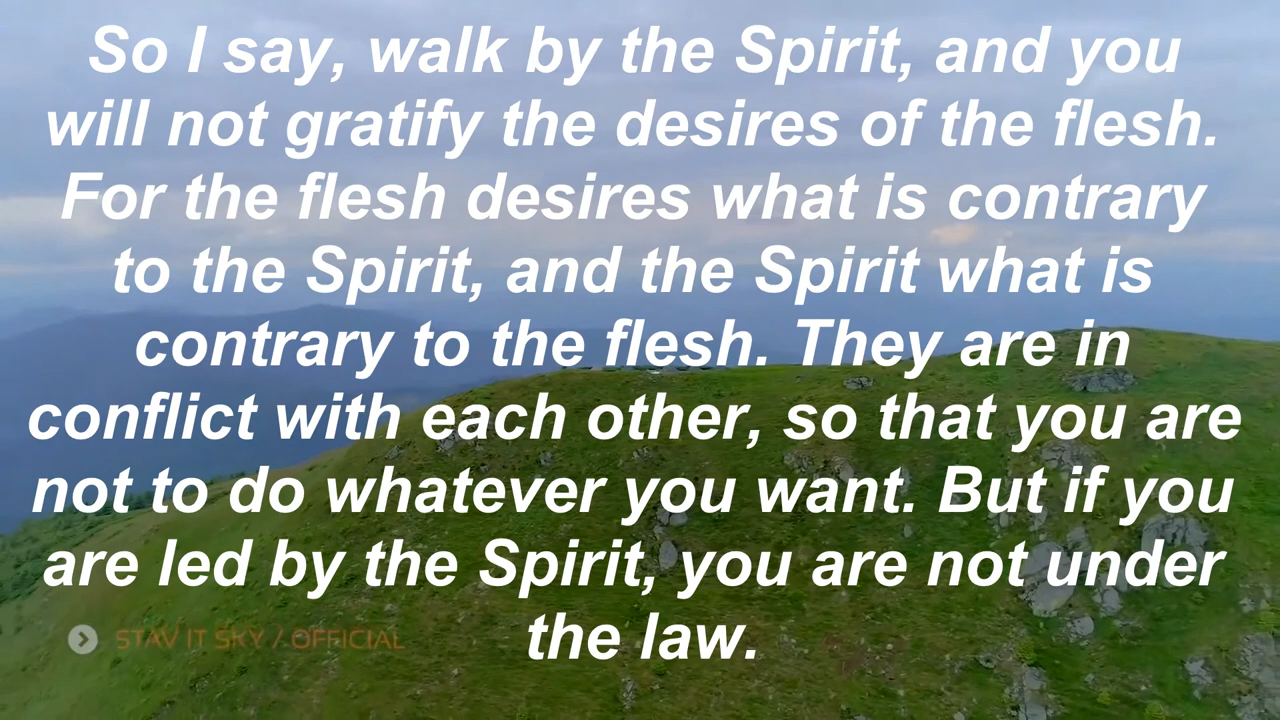 So I say, walk by the Spirit, and you
will not gratify the desires of the flesh.
For the flesh desires what is contrary
to the Spirit, and the Spirit what is
contrary to the flesh. They are in
conflict with each other, so that you are
not to do whatever you want. But if you
are led by the Spirit, you are not under
the law.
STAV IT SKY / OFFICIAL